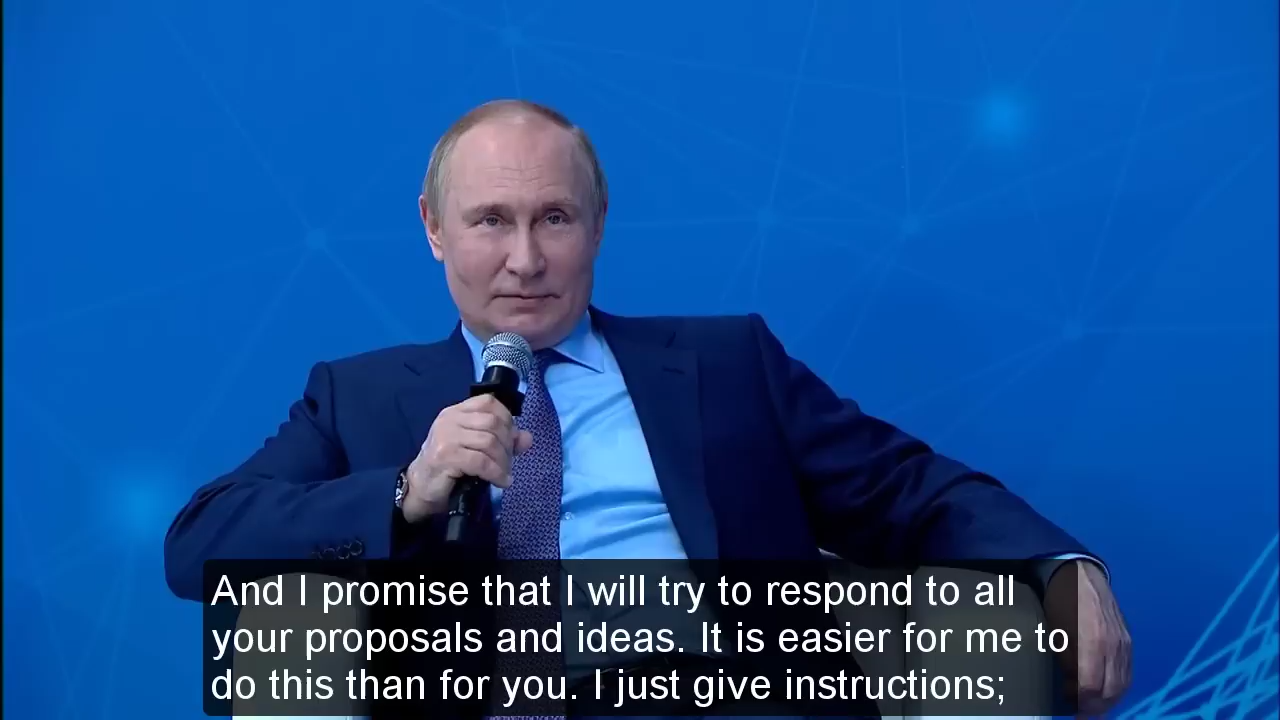 And I promise that I will try to respond to all
your proposals and ideas. It is easier for me to
do this than for you. I just give instructions;